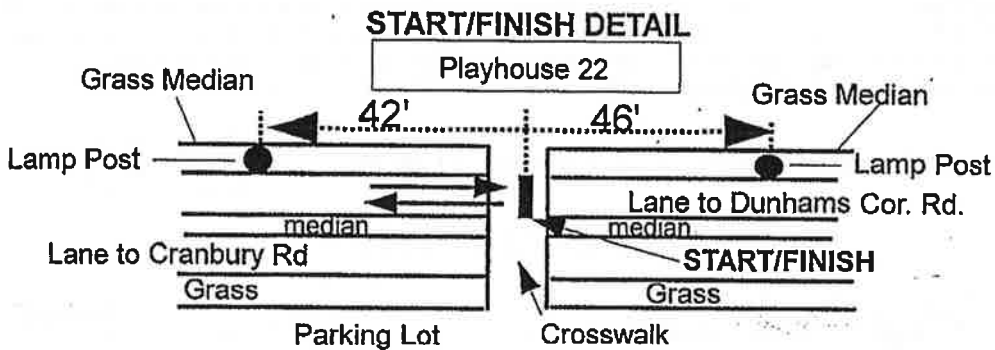 START/FINISH DETAIL
Playhouse 22
Grass Median
42'
46'
Grass Median
Lamp Post
Lamp Post
Lane to Dunhams Cor. Rd.
median
median
Lane to Cranbury Rd
START/FINISH
Grass
Grass
Parking Lot
Crosswalk